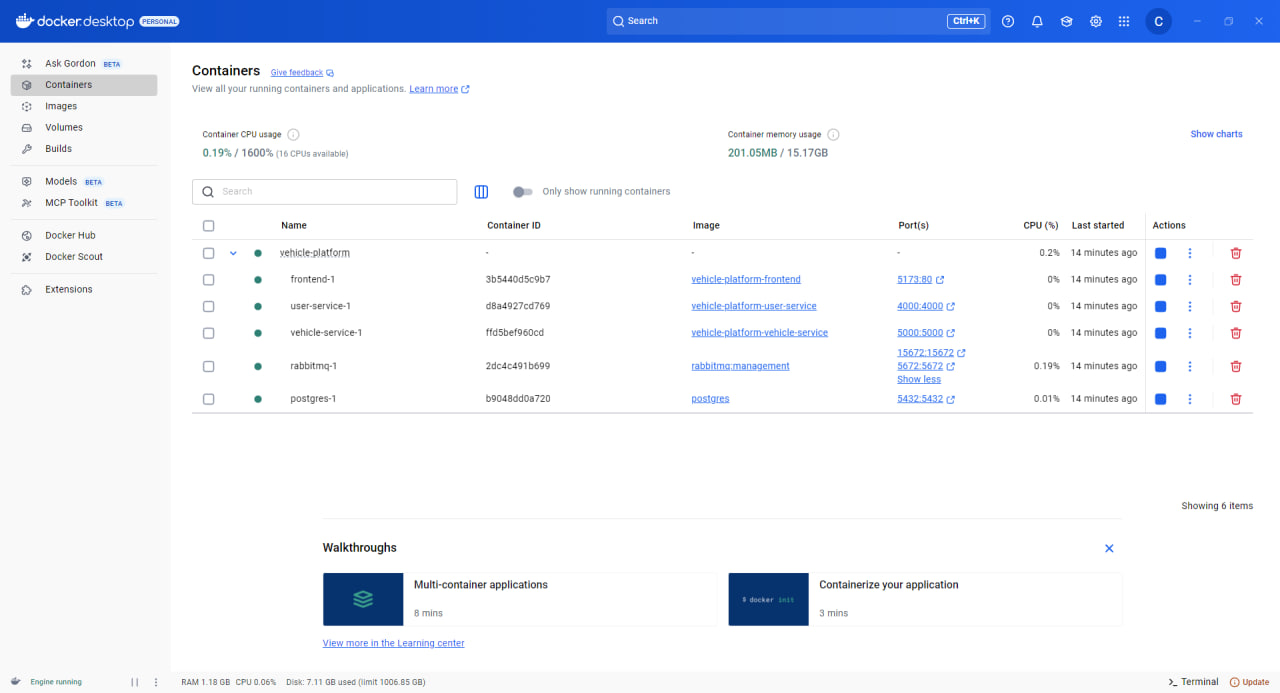 docker.desktop PERSONAL
Search
Ctrl+K
C
Ask Gordon BETA
Containers
Images
Volumes
Builds
Models BETA
MCP Toolkit BETA
Docker Hub
Docker Scout
Extensions
Containers Give feedback
View all your running containers and applications. Learn more
Container CPU usage
0.19% / 1600% (16 CPUs available)
Container memory usage
201.05MB / 15.17GB
Show charts
Search
Only show running containers
Name Container ID Image Port(s) CPU (%) Last started Actions
vehicle-platform - - - 0.2% 14 minutes ago
frontend-1 3b5440d5c9b7 vehicle-platform-frontend 5173:80 0% 14 minutes ago
user-service-1 d8a4927cd769 vehicle-platform-user-service 4000:4000 0% 14 minutes ago
vehicle-service-1 ffd5bef960cd vehicle-platform-vehicle-service 5000:5000 0% 14 minutes ago
15672:15672
rabbitmq-1 2dc4c491b699 rabbitmq:management 5672:5672 0.19% 14 minutes ago
Show less
postgres-1 b9048dd0a720 postgres 5432:5432 0.01% 14 minutes ago
Showing 6 items
Walkthroughs
Multi-container applications
8 mins
$ docker init
Containerize your application
3 mins
View more in the Learning center
Engine running
RAM 1.18 GB CPU 0.06% Disk: 7.11 GB used (limit 1006.85 GB)
Terminal
Update